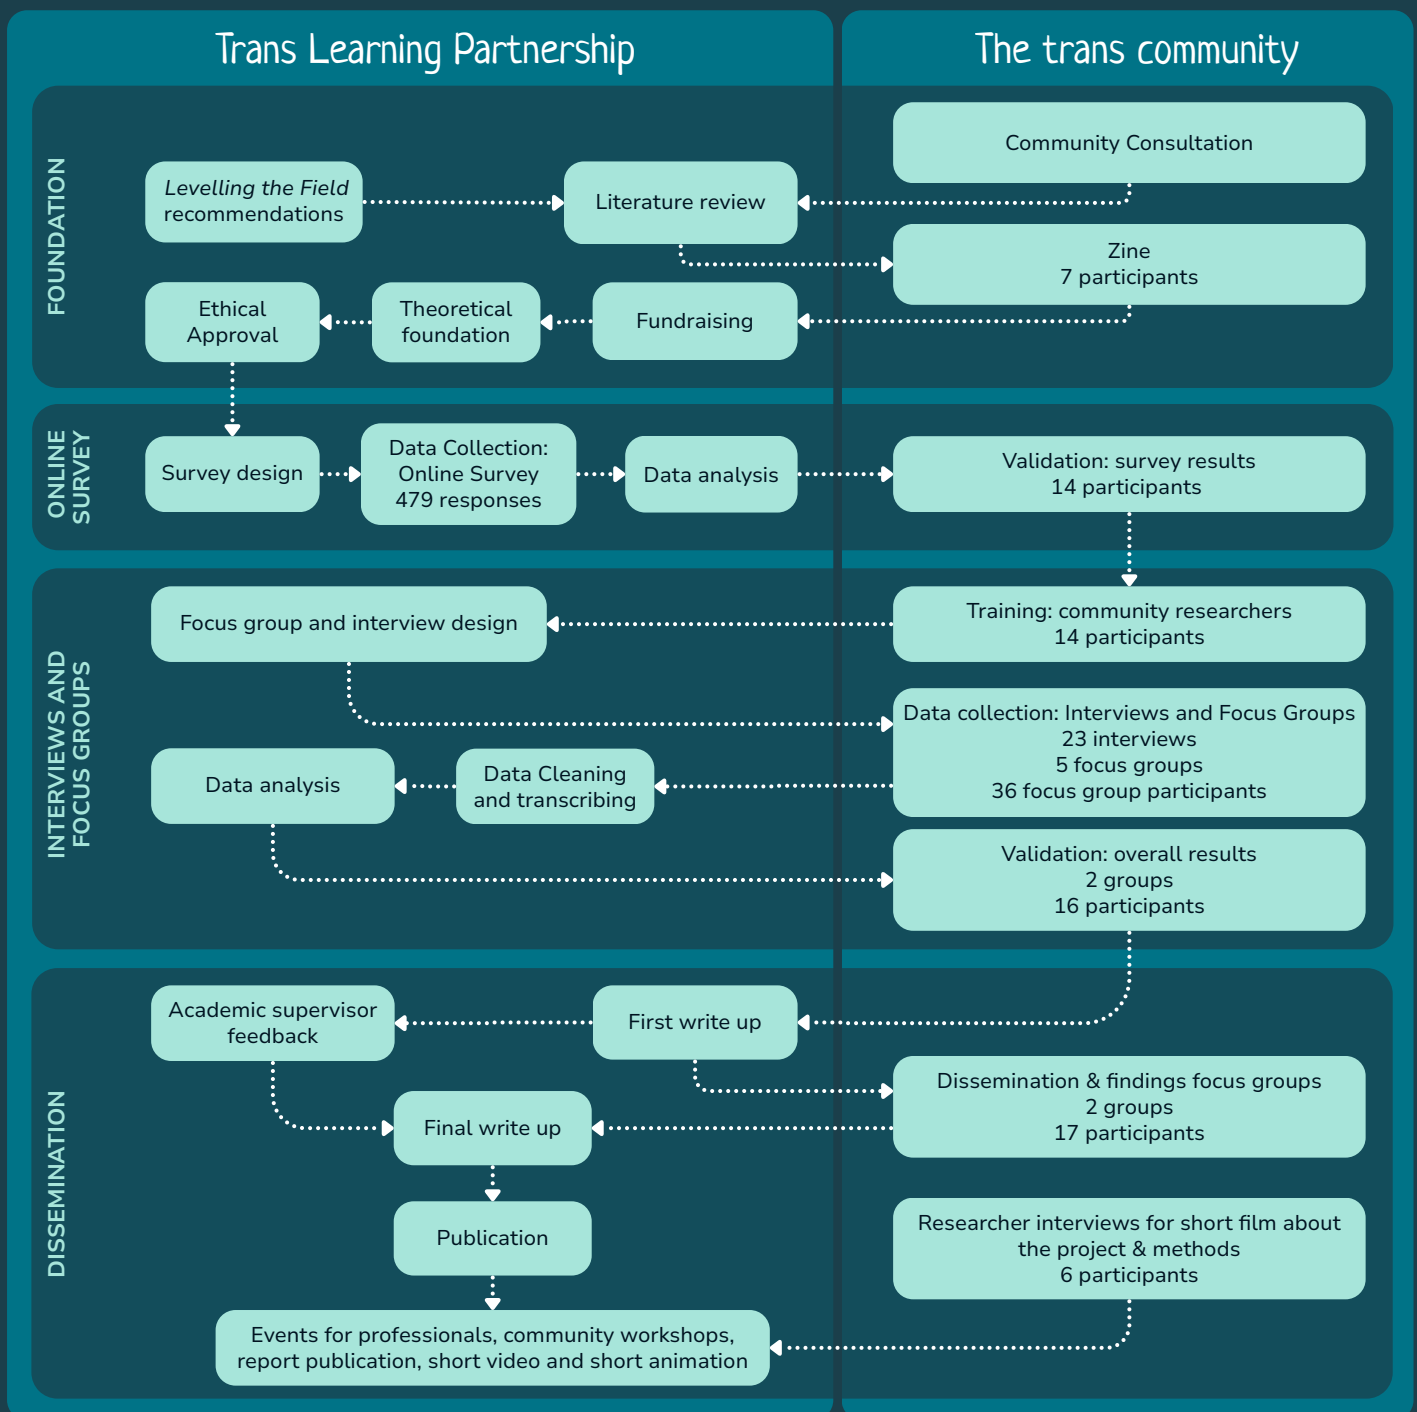 Trans Learning Partnership
The trans community
FOUNDATION
Community Consultation
Levelling the Field
recommendations
Literature review
Zine
7 participants
Ethical
Approval
Theoretical
foundation
Fundraising
ONLINE
SURVEY
Survey design
Data Collection:
Online Survey
479 responses
Data analysis
Validation: survey results
14 participants
INTERVIEWS AND
FOCUS GROUPS
Focus group and interview design
Training: community researchers
14 participants
Data collection: Interviews and Focus Groups
23 interviews
5 focus groups
36 focus group participants
Data analysis
Data Cleaning
and transcribing
Validation: overall results
2 groups
16 participants
DISSEMINATION
Academic supervisor
feedback
First write up
Dissemination & findings focus groups
2 groups
17 participants
Final write up
Publication
Researcher interviews for short film about
the project & methods
6 participants
Events for professionals, community workshops,
report publication, short video and short animation